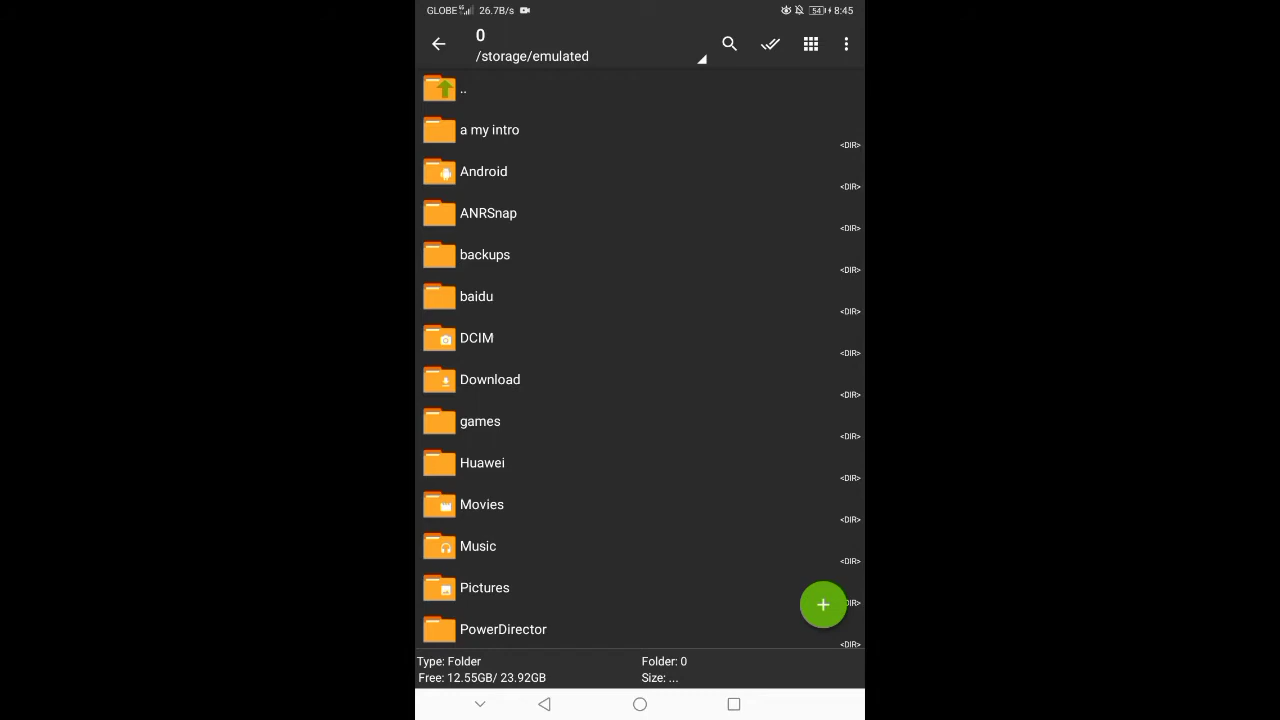 GLOBE 4G 26.7B/s 54 8:45
0
/storage/emulated
..
a my intro
<DIR>
Android
<DIR>
ANRSnap
<DIR>
backups
<DIR>
baidu
<DIR>
DCIM
<DIR>
Download
<DIR>
games
<DIR>
Huawei
<DIR>
Movies
<DIR>
Music
<DIR>
Pictures
DIR>
PowerDirector
<DIR>
Type: Folder Folder: 0
Free: 12.55GB/ 23.92GB Size: ...